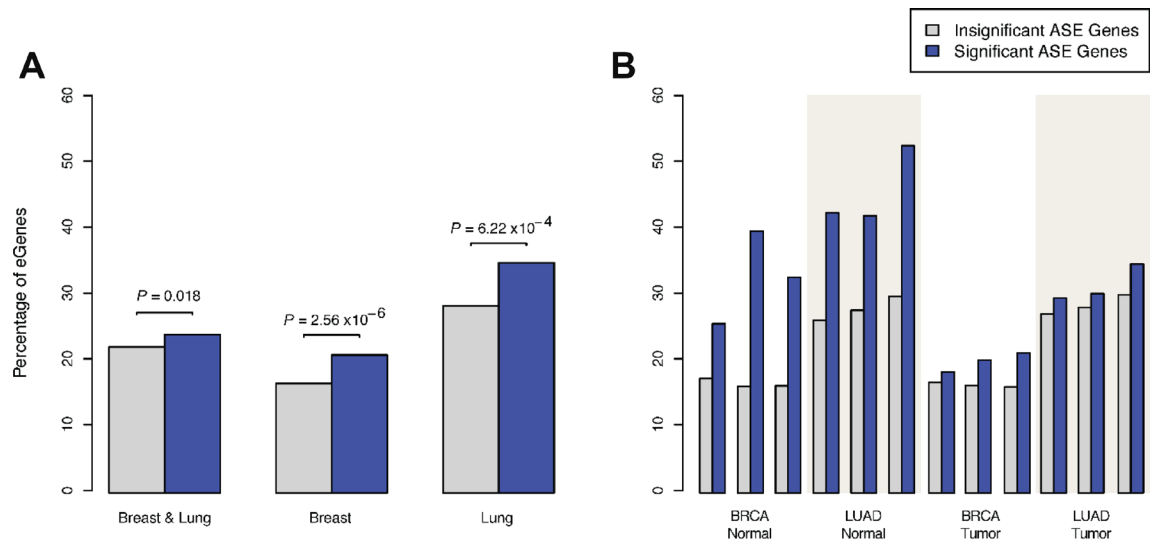 Insignificant ASE Genes
Significant ASE Genes
A
B
Percentage of eGenes
60
50
40
30
20
10
0
P = 0.018
P = 2.56 x10−6
P = 6.22 x10−4
Breast & Lung
Breast
Lung
60
50
40
30
20
10
0
BRCA
Normal
LUAD
Normal
BRCA
Tumor
LUAD
Tumor